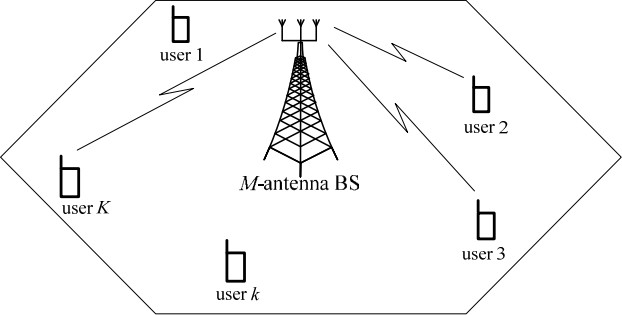 user 1
user 2
M-antenna BS
user K
user 3
user k